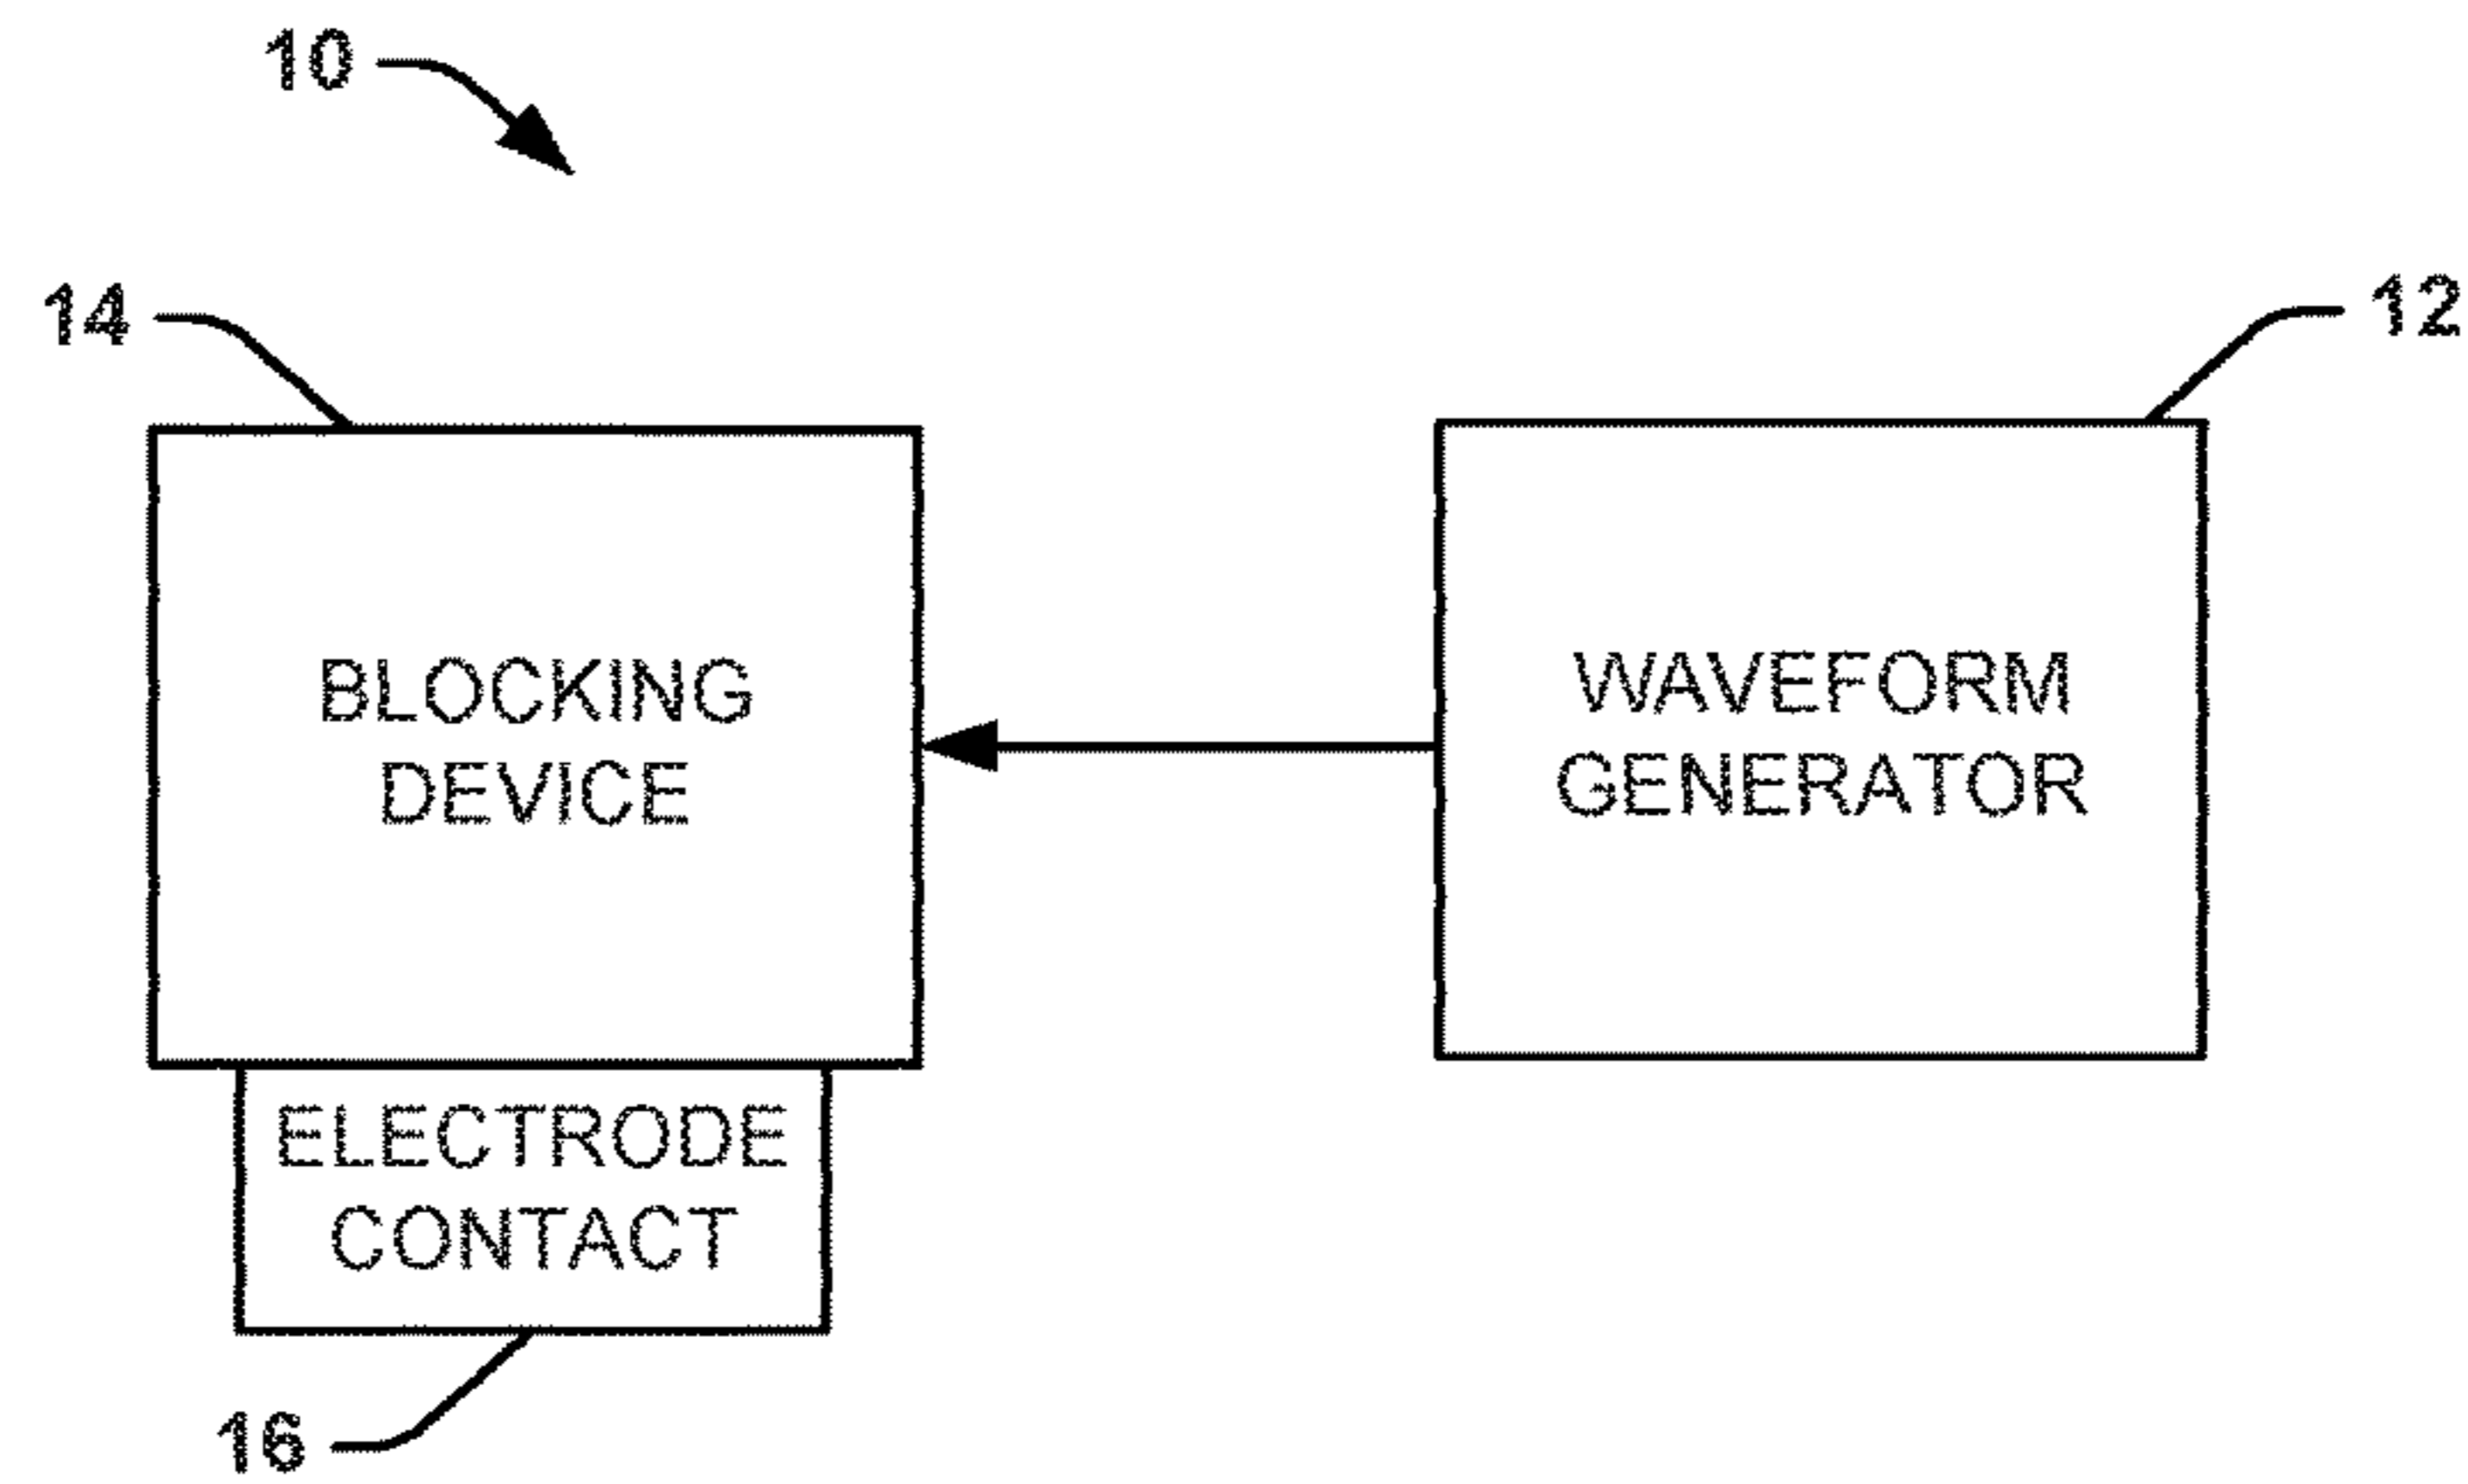 10
14
12
BLOCKING
DEVICE
WAVEFORM
GENERATOR
ELECTRODE
CONTACT
16